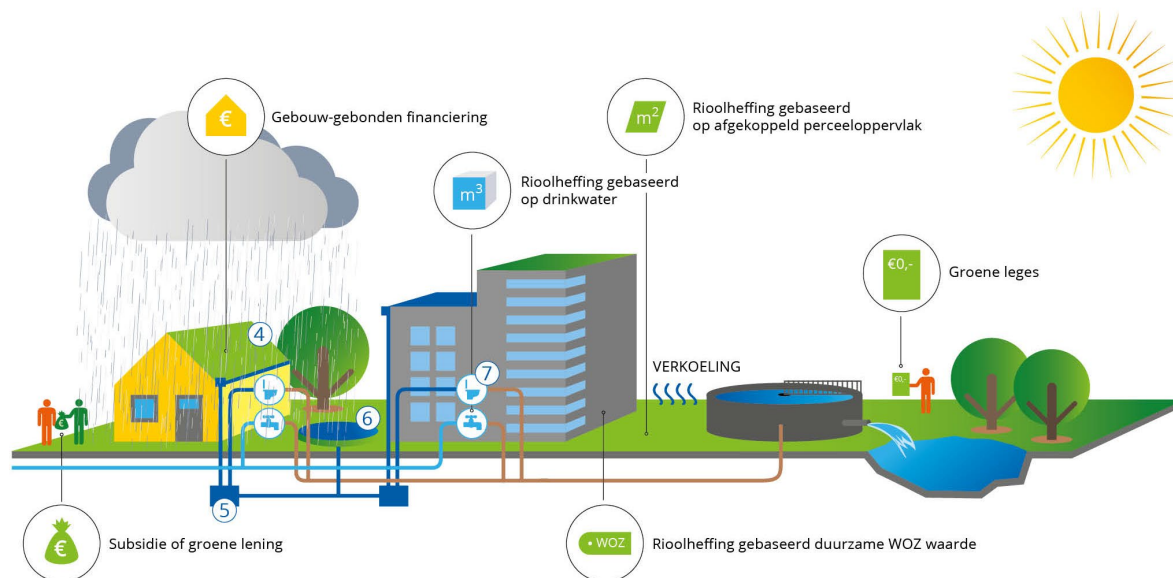 €
Gebouw-gebonden financiering
m²
Rioolheffing gebaseerd
op afgekoppeld perceeloppervlak
m³
Rioolheffing gebaseerd
op drinkwater
€0,-
Groene leges
4
VERKOELING
7
€0,-
6
€
5
€
Subsidie of groene lening
WOZ
Rioolheffing gebaseerd duurzame WOZ waarde